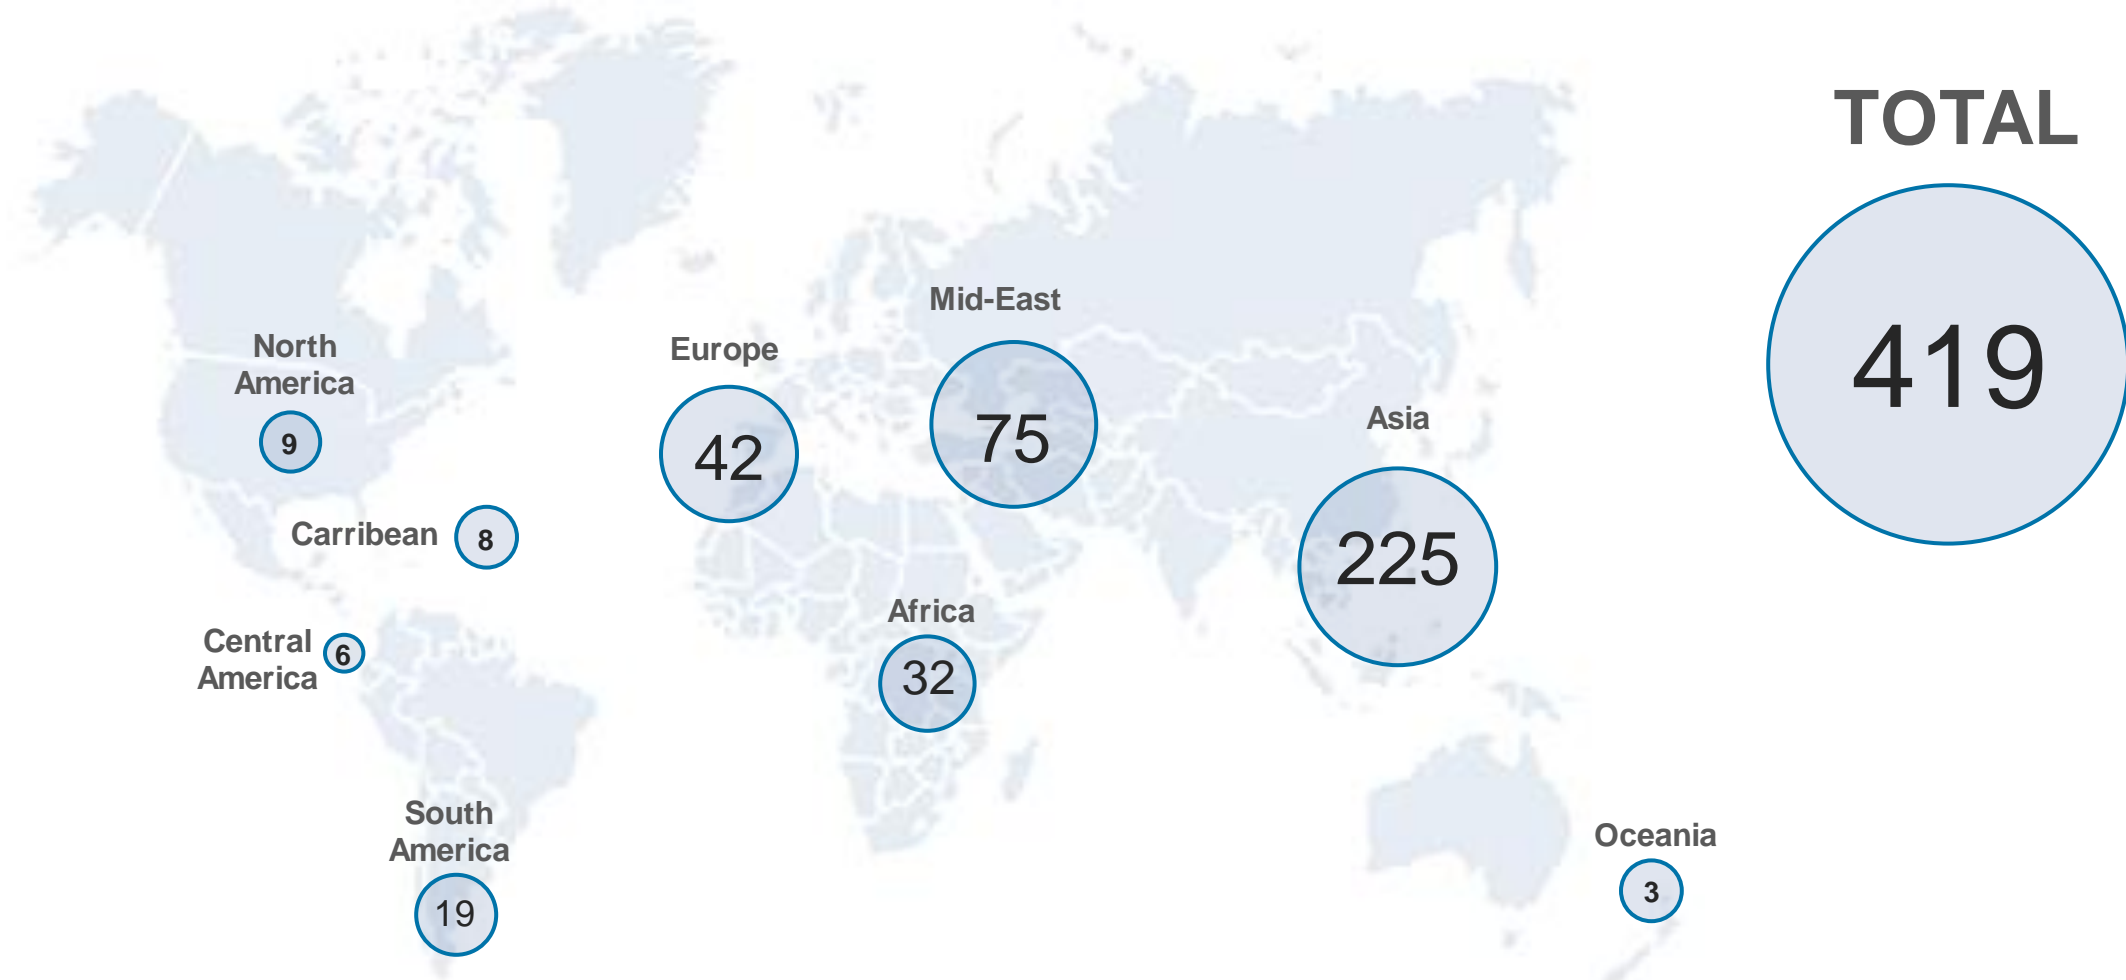 TOTAL
419
Mid-East
75
Europe
42
North
America
9
Asia
225
Carribean
8
Africa
32
Central
America
6
South
America
19
Oceania
3